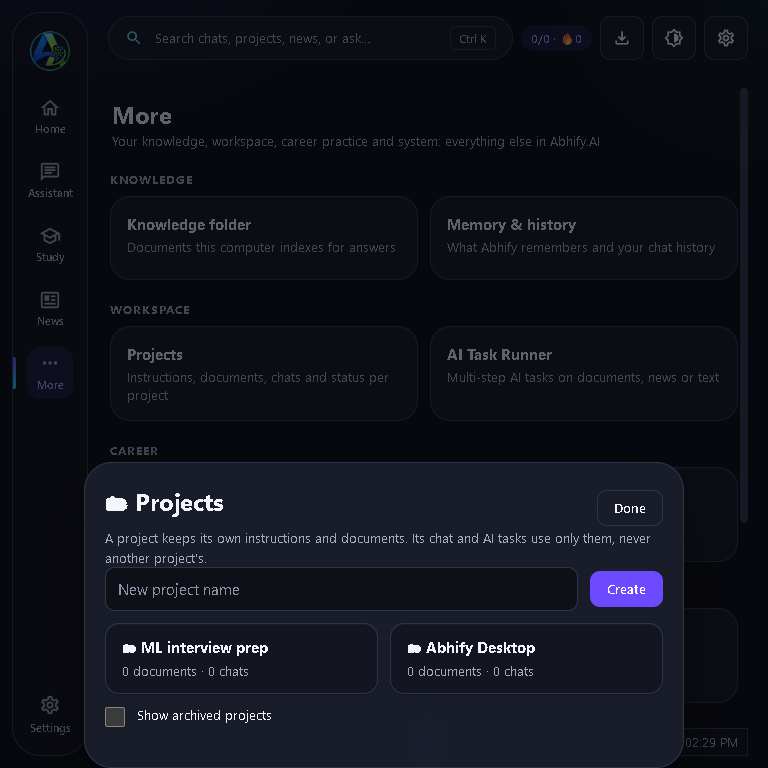 Search chats, projects, news, or ask...
Ctrl K
0/0 · 🔥 0
Home
Assistant
Study
News
More
Settings
More
Your knowledge, workspace, career practice and system: everything else in Abhify.AI
KNOWLEDGE
Knowledge folder
Documents this computer indexes for answers
Memory & history
What Abhify remembers and your chat history
WORKSPACE
Projects
Instructions, documents, chats and status per
project
AI Task Runner
Multi-step AI tasks on documents, news or text
CAREER
Projects
Done
A project keeps its own instructions and documents. Its chat and AI tasks use only them, never
another project's.
New project name
Create
ML interview prep
0 documents · 0 chats
Abhify Desktop
0 documents · 0 chats
Show archived projects
02:29 PM